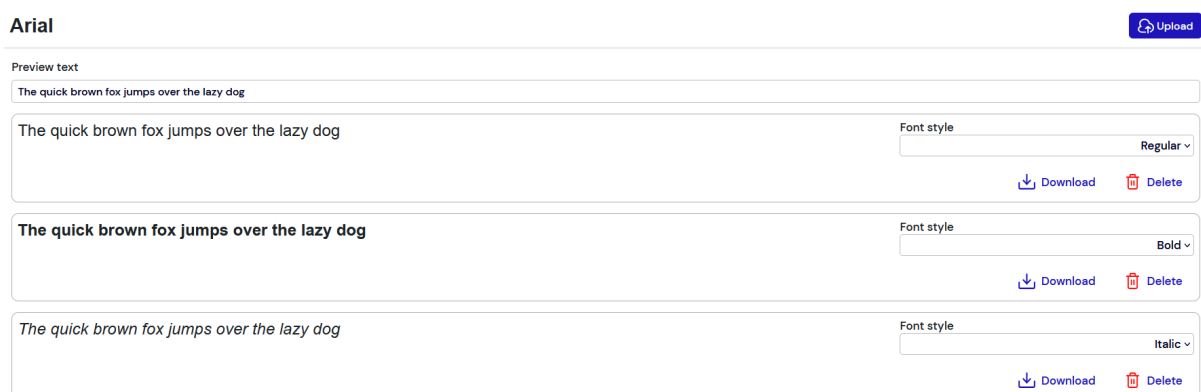 Arial
Upload
Preview text
The quick brown fox jumps over the lazy dog
The quick brown fox jumps over the lazy dog
Font style
Regular
Download
Delete
The quick brown fox jumps over the lazy dog
Font style
Bold
Download
Delete
The quick brown fox jumps over the lazy dog
Font style
Italic
Download
Delete